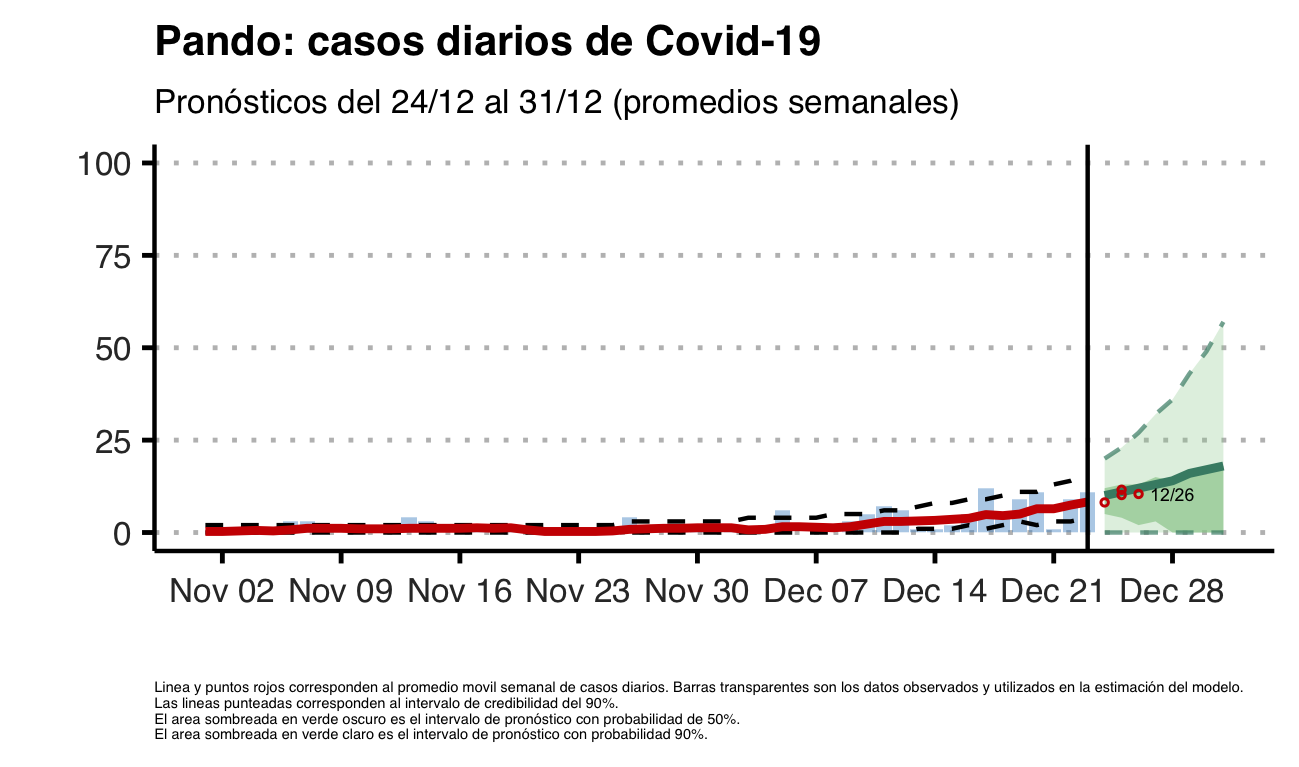 Pando: casos diarios de Covid-19
Pronósticos del 24/12 al 31/12 (promedios semanales)
100
75
50
25
0
12/26
Nov 02 Nov 09 Nov 16 Nov 23 Nov 30 Dec 07 Dec 14 Dec 21 Dec 28
Linea y puntos rojos corresponden al promedio movil semanal de casos diarios. Barras transparentes son los datos observados y utilizados en la estimación del modelo.
Las lineas punteadas corresponden al intervalo de credibilidad del 90%.
El area sombreada en verde oscuro es el intervalo de pronóstico con probabilidad de 50%.
El area sombreada en verde claro es el intervalo de pronóstico con probabilidad 90%.